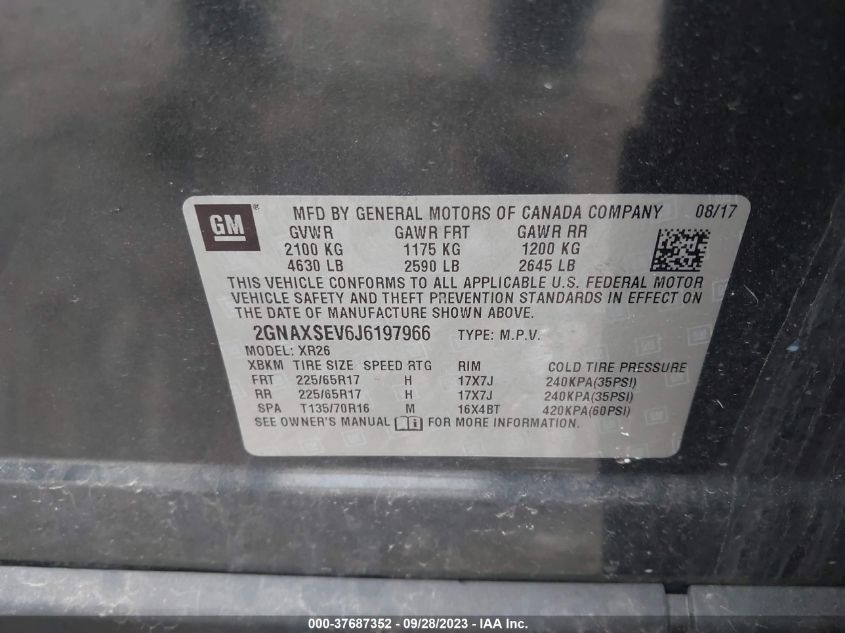 GM ® MFD BY GENERAL MOTORS OF CANADA COMPANY 08/17
GVWR GAWR FRT GAWR RR
2100 KG 1175 KG 1200 KG
4630 LB 2590 LB 2645 LB
THIS VEHICLE CONFORMS TO ALL APPLICABLE U.S. FEDERAL MOTOR
VEHICLE SAFETY AND THEFT PREVENTION STANDARDS IN EFFECT ON
THE DATE OF MANUFACTURE SHOWN ABOVE.
2GNAXSEV6J6197966 TYPE: M.P.V.
MODEL: XR26
XBKM TIRE SIZE SPEED RTG RIM COLD TIRE PRESSURE
FRT 225/65R17 H 17X7J 240KPA(35PSI)
RR 225/65R17 H 17X7J 240KPA(35PSI)
SPA T135/70R16 M 16X4BT 420KPA(60PSI)
SEE OWNER'S MANUAL FOR MORE INFORMATION.
000-37687352 - 09/28/2023 - IAA Inc.